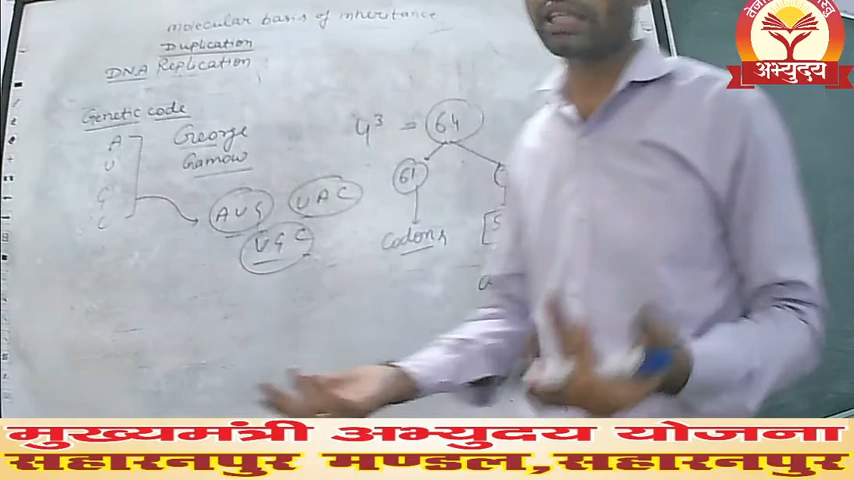 molecular basis of inheritance
Duplication
DNA Replication
Genetic code
George
Gamow
A
U
G
C
AUG
UAC
UGC
4³ = 64
61
Codons
अभ्युदय
मुख्यमंत्री अभ्युदय योजना
सहारनपुर मण्डल, सहारनपुर